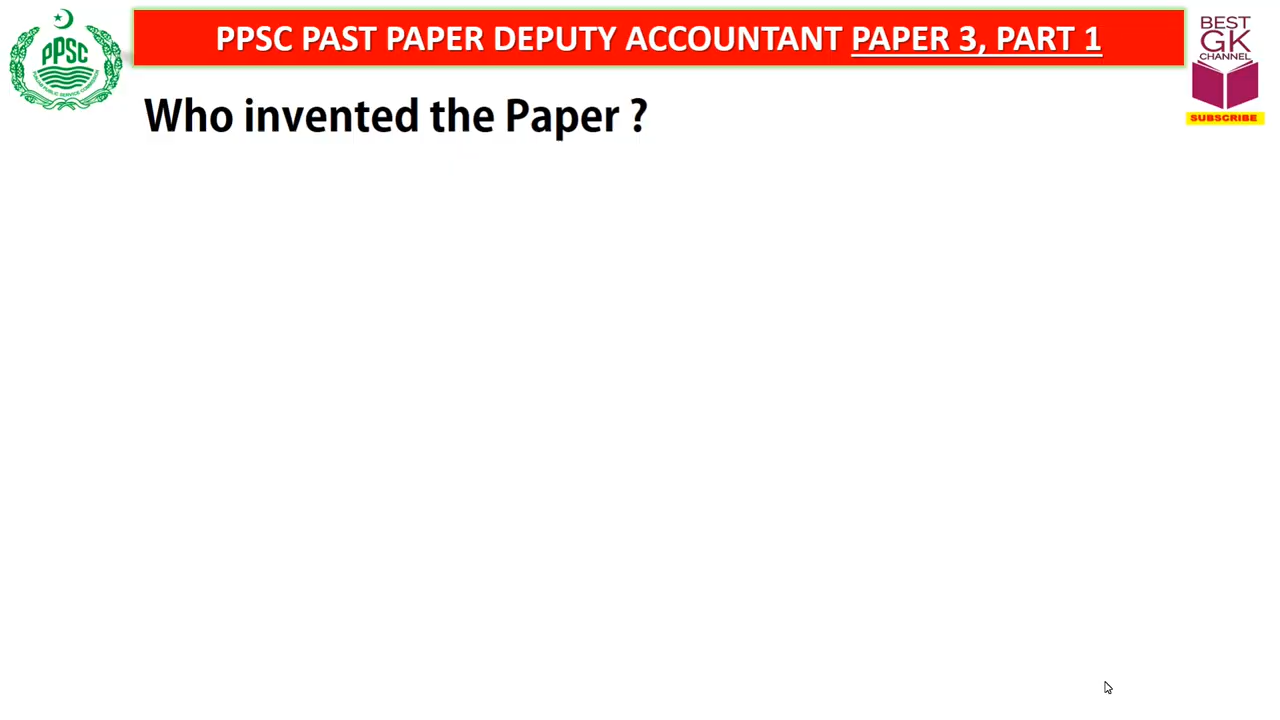 PPSC PAST PAPER DEPUTY ACCOUNTANT PAPER 3, PART 1
PPSC
BEST
GK
CHANNEL
SUBSCRIBE
Who invented the Paper ?